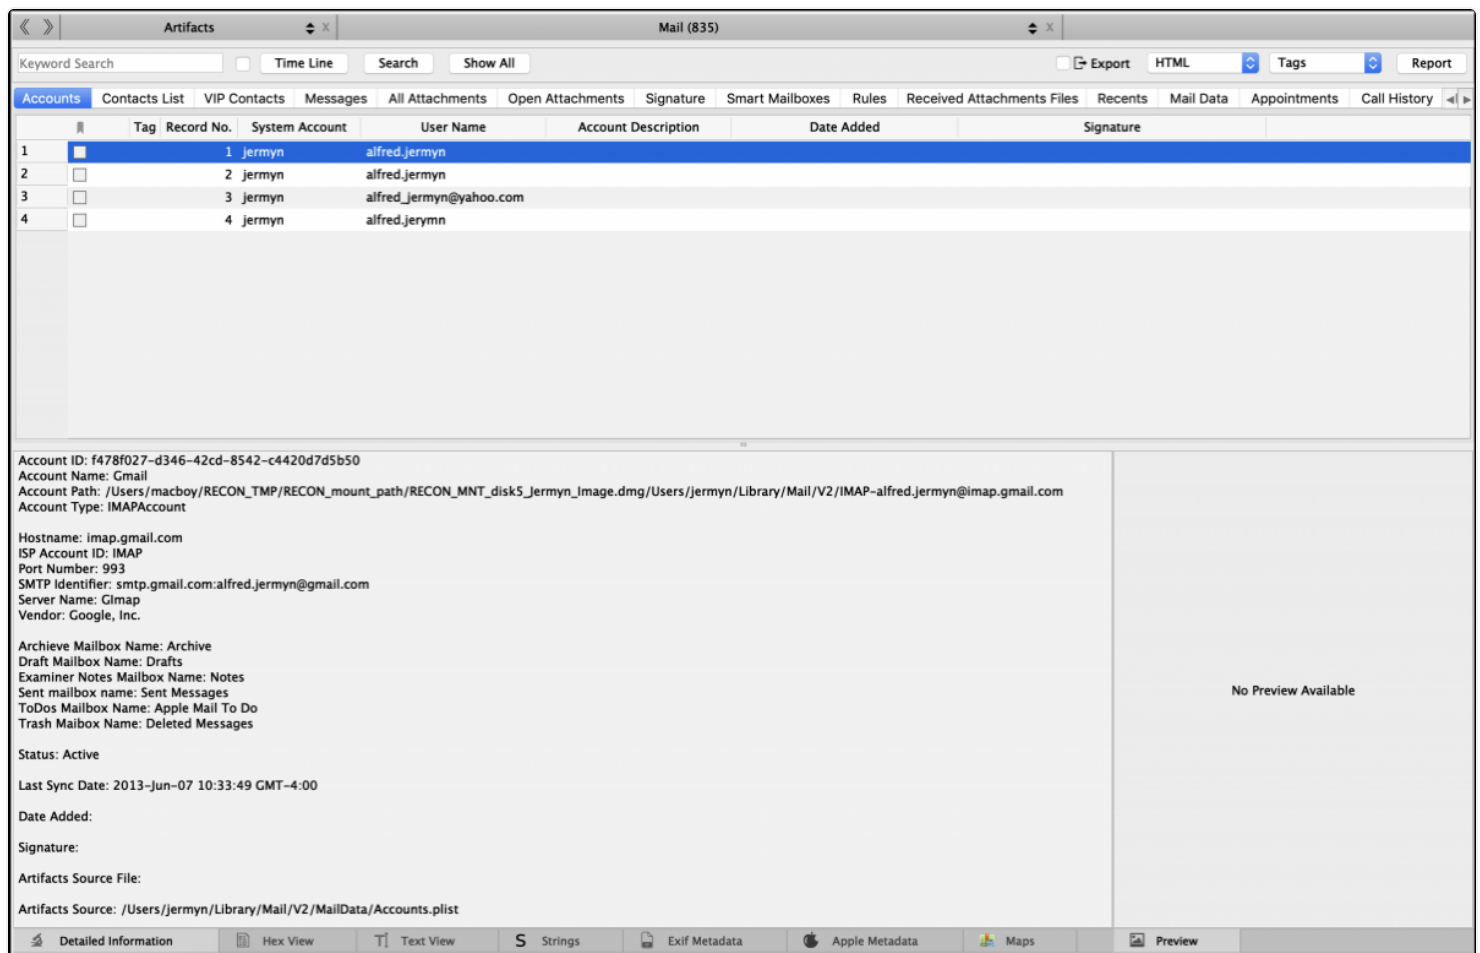 Artifacts X Mail (835) X
Keyword Search Time Line Search Show All Export HTML Tags Report
Accounts Contacts List VIP Contacts Messages All Attachments Open Attachments Signature Smart Mailboxes Rules Received Attachments Files Recents Mail Data Appointments Call History
Tag Record No. System Account User Name Account Description Date Added Signature
1 1 jermyn alfred.jermyn
2 2 jermyn alfred.jermyn
3 3 jermyn alfred_jermyn@yahoo.com
4 4 jermyn alfred.jerymn
Account ID: f478f027-d346-42cd-8542-c4420d7d5b50
Account Name: Gmail
Account Path: /Users/macboy/RECON_TMP/RECON_mount_path/RECON_MNT_disk5_Jermyn_Image.dmg/Users/jermyn/Library/Mail/V2/IMAP-alfred.jermyn@imap.gmail.com
Account Type: IMAPAccount
Hostname: imap.gmail.com
ISP Account ID: IMAP
Port Number: 993
SMTP Identifier: smtp.gmail.com:alfred.jermyn@gmail.com
Server Name: GImap
Vendor: Google, Inc.
Archieve Mailbox Name: Archive
Draft Mailbox Name: Drafts
Examiner Notes Mailbox Name: Notes
Sent mailbox name: Sent Messages
ToDos Mailbox Name: Apple Mail To Do
Trash Maibox Name: Deleted Messages
Status: Active
Last Sync Date: 2013-Jun-07 10:33:49 GMT-4:00
Date Added:
Signature:
Artifacts Source File:
Artifacts Source: /Users/jermyn/Library/Mail/V2/MailData/Accounts.plist
No Preview Available
Detailed Information Hex View Text View Strings Exif Metadata Apple Metadata Maps Preview